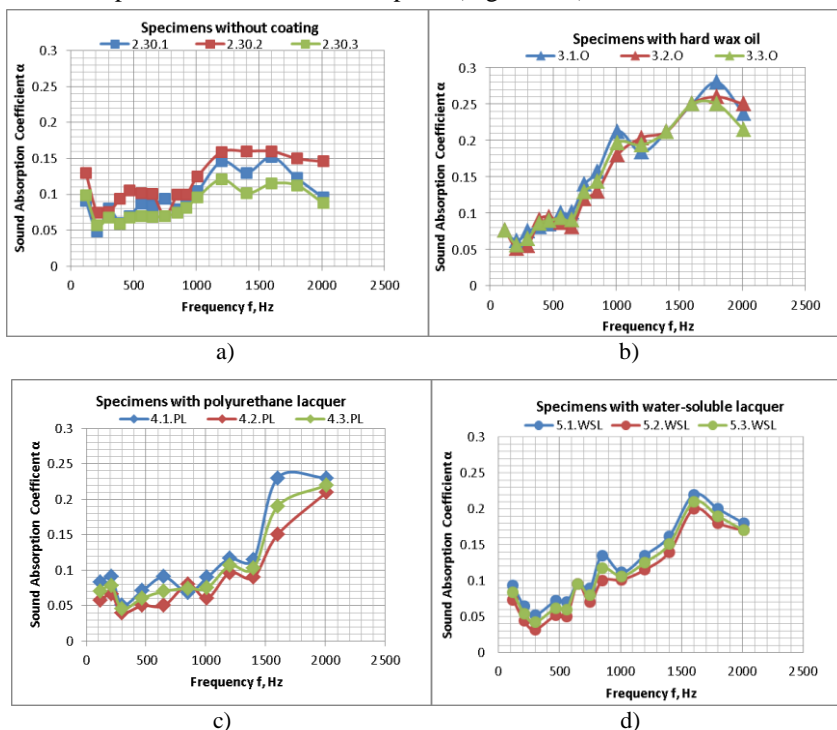 Specimens without coating
2.30.1 2.30.2 2.30.3
Sound Absorption Coefficient α
0.3
0.25
0.2
0.15
0.1
0.05
0
0 500 1000 1500 2000 2500
Frequency f, Hz
a)
Specimens with hard wax oil
3.1.O 3.2.O 3.3.O
Sound Absorption Coefficient α
0.3
0.25
0.2
0.15
0.1
0.05
0
0 500 1000 1500 2000 2500
Frequency f, Hz
b)
Specimens with polyurethane lacquer
4.1.PL 4.2.PL 4.3.PL
Sound Absorption Coefficient α
0.3
0.25
0.2
0.15
0.1
0.05
0
0 500 1000 1500 2000 2500
Frequency f, Hz
c)
Specimens with water-soluble lacquer
5.1.WSL 5.2.WSL 5.3.WSL
Sound Absorption Coefficient α
0.3
0.25
0.2
0.15
0.1
0.05
0
0 500 1000 1500 2000 2500
Frequency f, Hz
d)